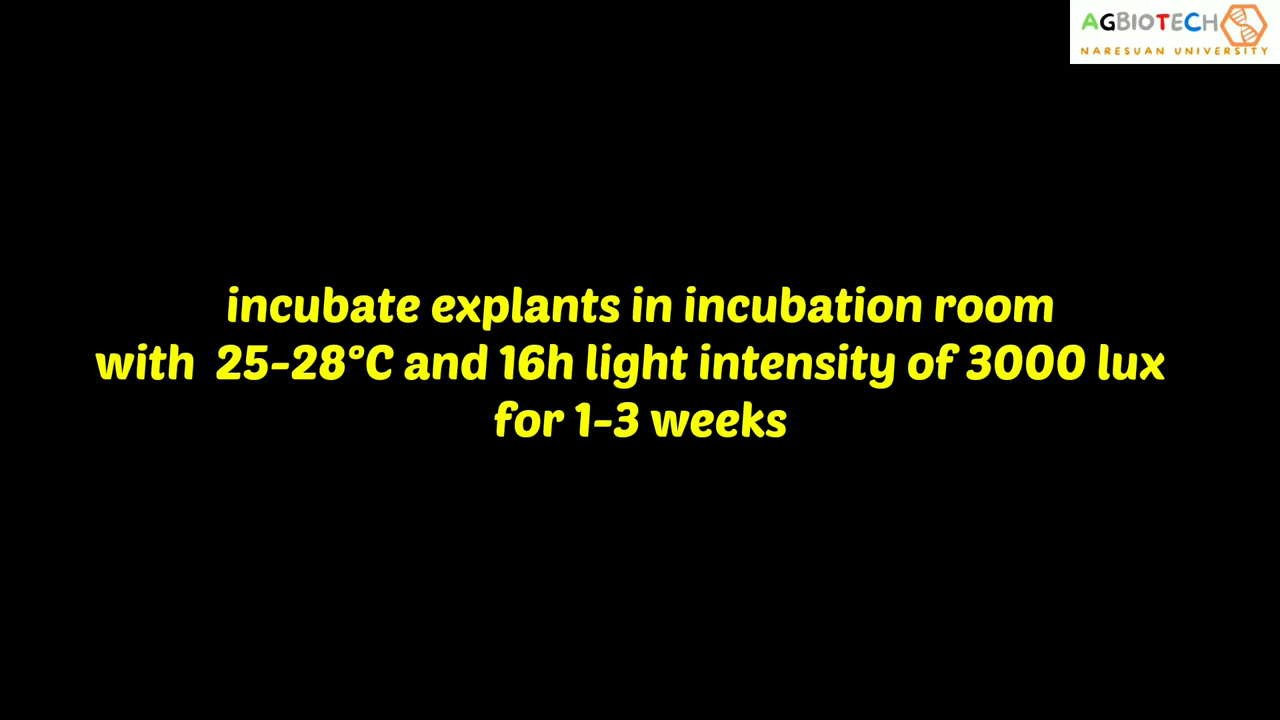 AGBIOTECH
NARESUAN UNIVERSITY
incubate explants in incubation room
with  25-28°C and 16h light intensity of 3000 lux
for 1-3 weeks